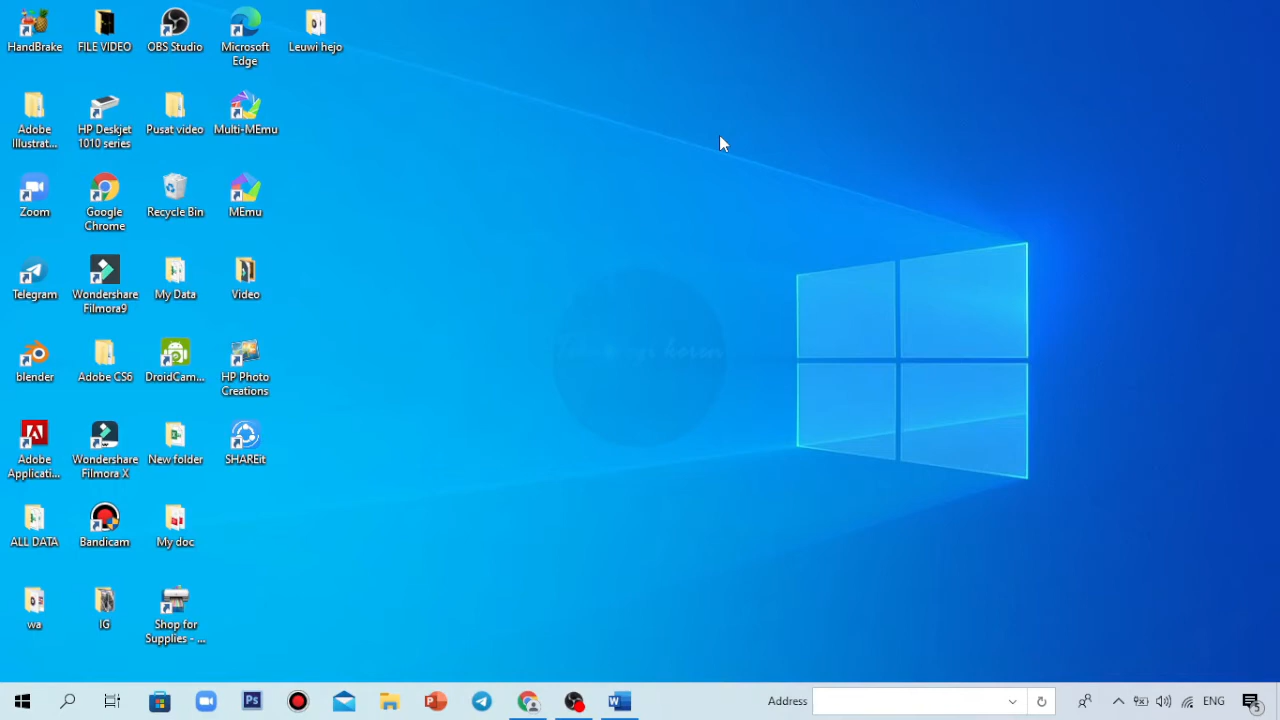 HandBrake
FILE VIDEO
OBS Studio
Microsoft
Edge
Leuwi hejo
Adobe
Illustrat...
HP Deskjet
1010 series
Pusat video
Multi-MEmu
Zoom
Google
Chrome
Recycle Bin
MEmu
Telegram
Wondershare
Filmora9
My Data
Video
blender
Adobe CS6
DroidCam...
HP Photo
Creations
Adobe
Applicati...
Wondershare
Filmora X
New folder
SHAREit
ALL DATA
Bandicam
My doc
wa
IG
Shop for
Supplies - ...
Ps
Address
ENG
5